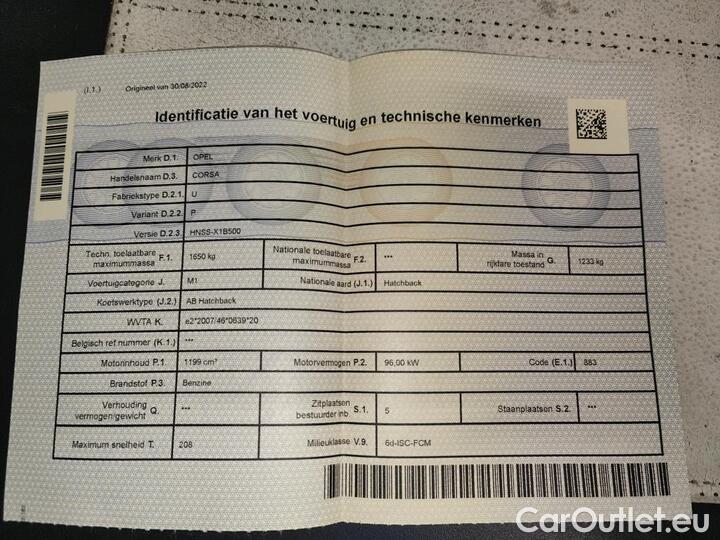 (I.1.) Origineel van 30/08/2022
Identificatie van het voertuig en technische kenmerken
Merk D.1. OPEL
Handelsnaam D.3. CORSA
Fabriekstype D.2.1. U
Variant D.2.2. P
Versie D.2.3. HNSS-X1B500
Techn. toelaatbare maximummassa F.1. 1650 kg Nationale toelaatbare maximummassa F.2. *** Massa in rijklare toestand G. 1233 kg
Voertuigcategorie J. M1 Nationale aard (J.1.) Hatchback
Koetswerktype (J.2.) AB Hatchback
WVTA K. e2*2007/46*0639*20
Belgisch ref.nummer (K.1.) ***
Motorinhoud P.1. 1199 cm³ Motorvermogen P.2. 96,00 kW Code (E.1.) 883
Brandstof P.3. Benzine
Verhouding vermogen/gewicht Q. *** Zitplaatsen bestuurder inb. S.1. 5 Staanplaatsen S.2. ***
Maximum snelheid T. 208 Milieuklasse V.9. 6d-ISC-FCM
CarOutlet.eu